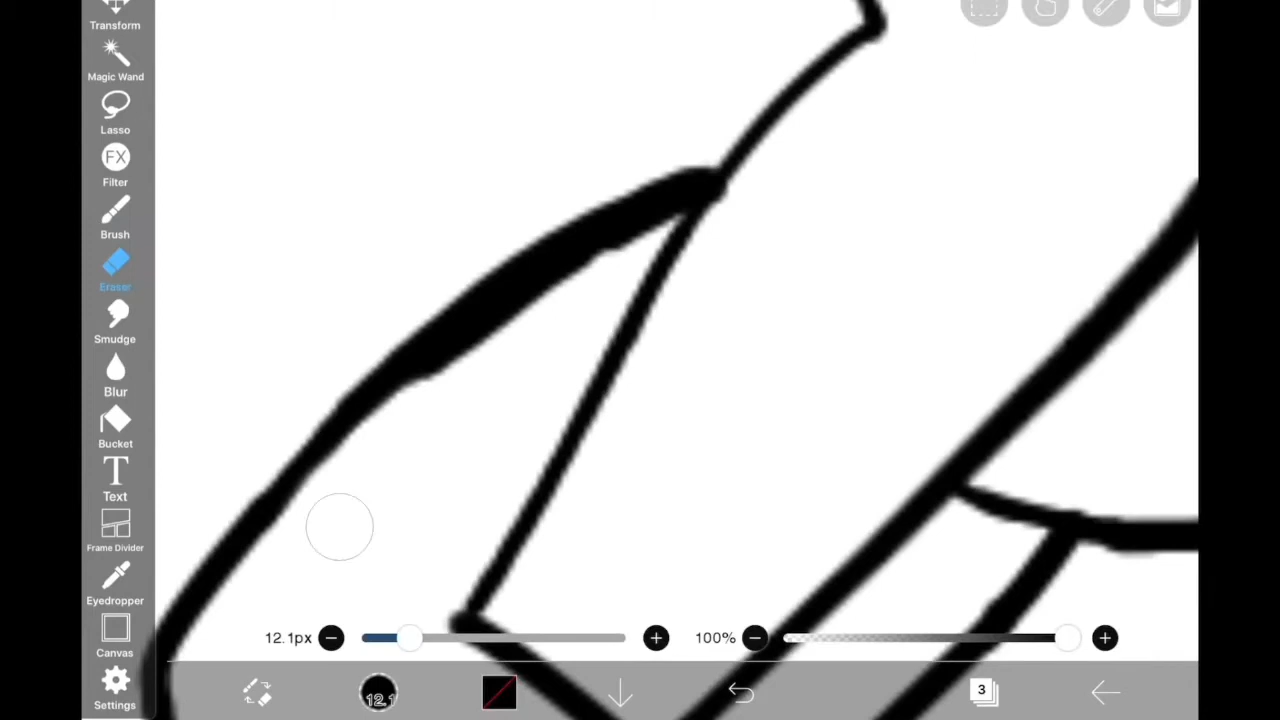 Transform
Magic Wand
Lasso
FX
Filter
Brush
Eraser
Smudge
Blur
Bucket
T
Text
Frame Divider
Eyedropper
Canvas
Settings
12.1px
100%
12.1
3